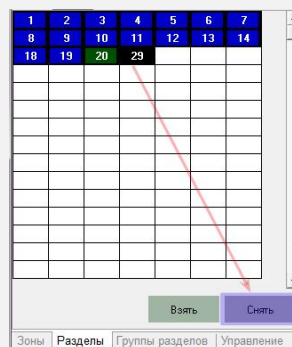 1 2 3 4 5 6 7
8 9 10 11 12 13 14
18 19 20 29
Взять Снять
Зоны Разделы Группы разделов Управление